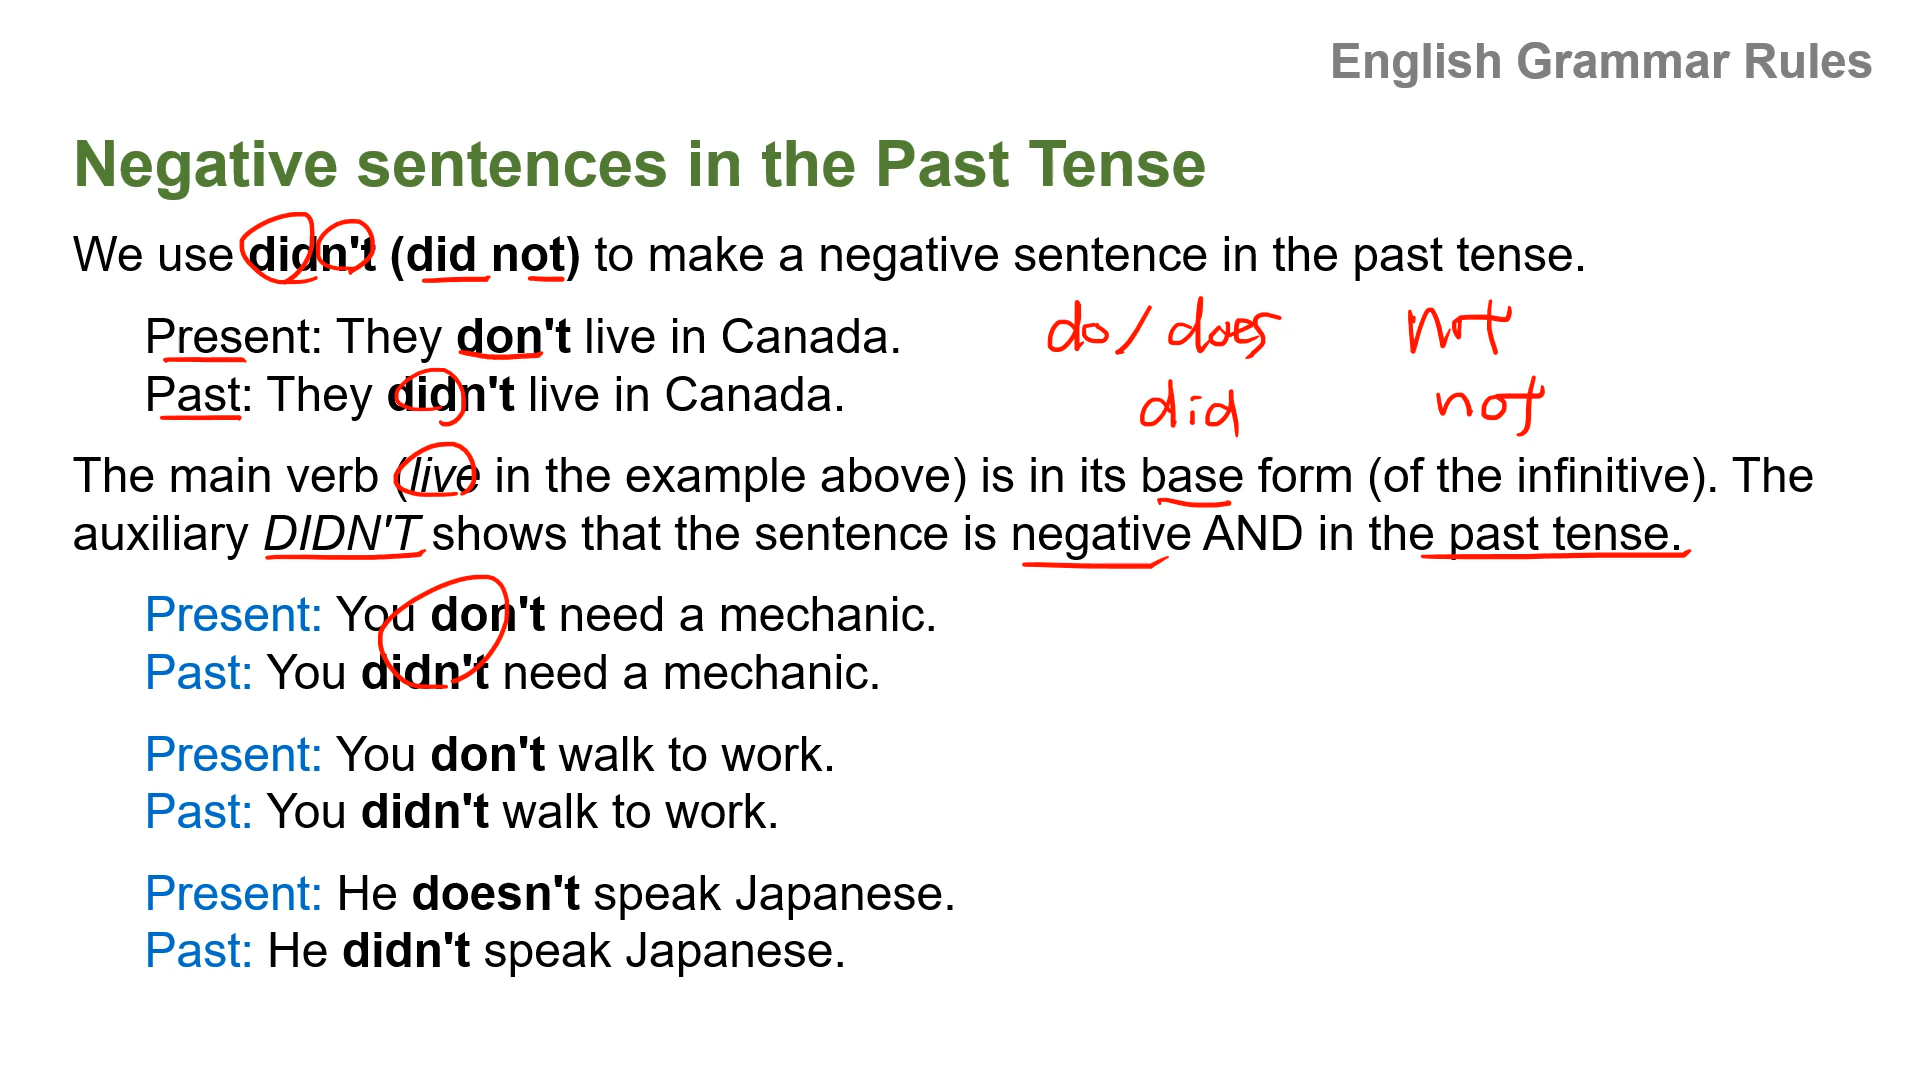 English Grammar Rules
Negative sentences in the Past Tense
We use didn't (did not) to make a negative sentence in the past tense.
Present: They don't live in Canada.
do/does not
Past: They didn't live in Canada.
did not
The main verb (live in the example above) is in its base form (of the infinitive). The
auxiliary DIDN'T shows that the sentence is negative AND in the past tense.
Present: You don't need a mechanic.
Past: You didn't need a mechanic.
Present: You don't walk to work.
Past: You didn't walk to work.
Present: He doesn't speak Japanese.
Past: He didn't speak Japanese.